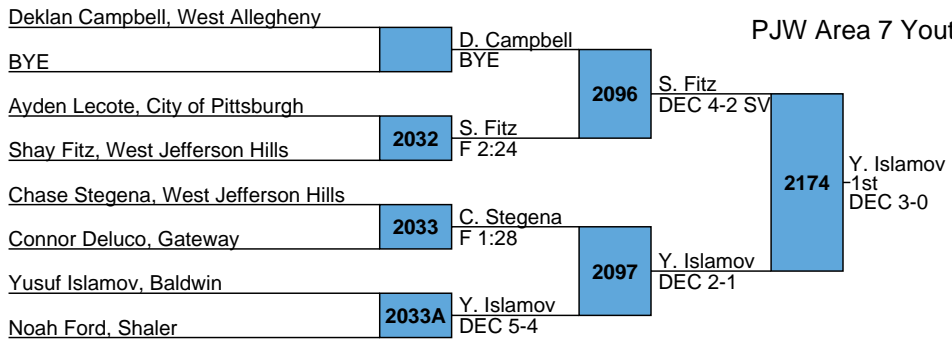 PJW Area 7 Yout
Deklan Campbell, West Allegheny
BYE
Ayden Lecote, City of Pittsburgh
Shay Fitz, West Jefferson Hills
Chase Stegena, West Jefferson Hills
Connor Deluco, Gateway
Yusuf Islamov, Baldwin
Noah Ford, Shaler
2032
2033
2033A
D. Campbell
BYE
S. Fitz
F 2:24
C. Stegena
F 1:28
Y. Islamov
DEC 5-4
2096
2097
S. Fitz
DEC 4-2 SV
Y. Islamov
DEC 2-1
2174
Y. Islamov
1st
DEC 3-0